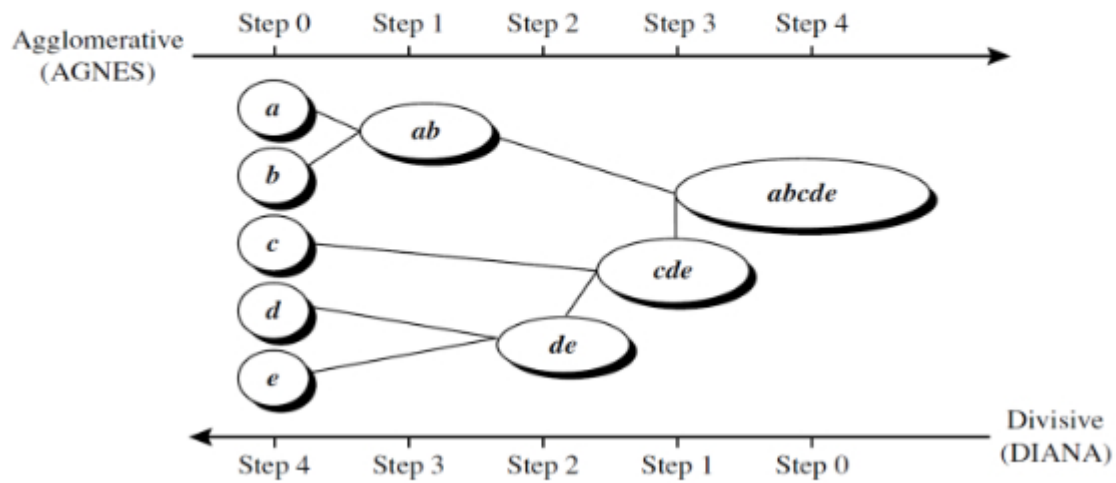 Step 0 Step 1 Step 2 Step 3 Step 4
Agglomerative
(AGNES)
a
ab
b
abcde
c
cde
d
de
e
Divisive
(DIANA)
Step 4 Step 3 Step 2 Step 1 Step 0